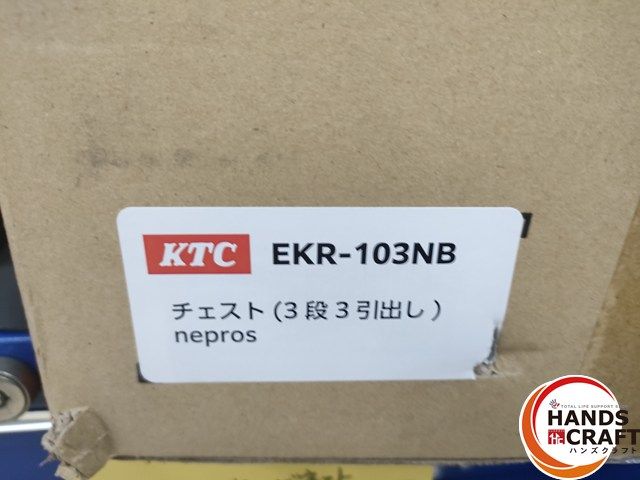 KTC EKR-103NB
チェスト(3段3引出し)
nepros
TOTAL LIFE SUPPORT
HANDS
CRAFT
ハンズクラフト